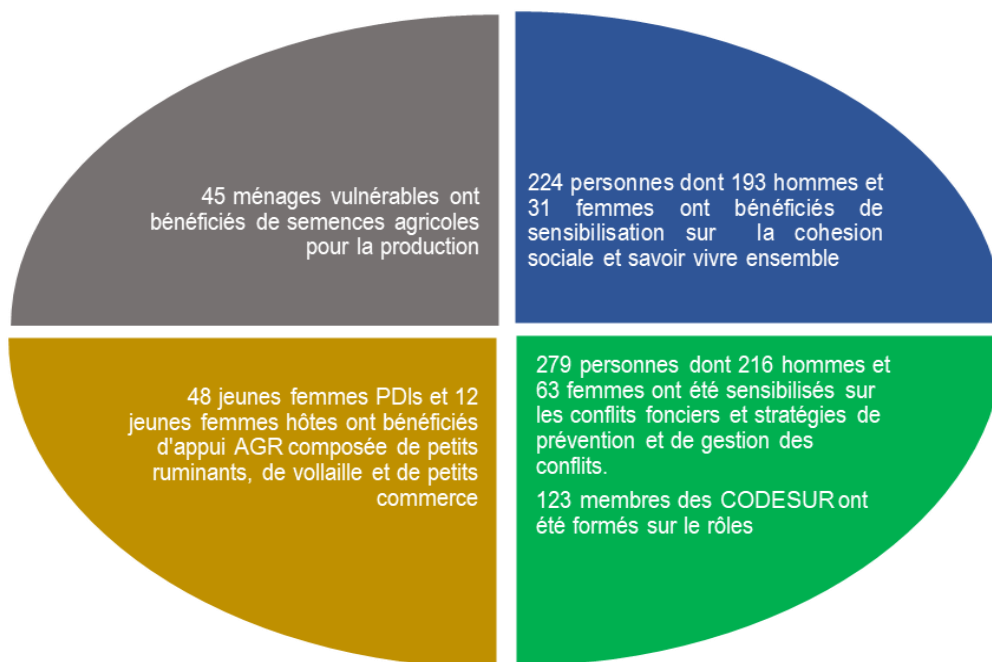 45 ménages vulnérables ont
bénéficiés de semences agricoles
pour la production
224 personnes dont 193 hommes et
31 femmes ont bénéficiés de
sensibilisation sur la cohesion
sociale et savoir vivre ensemble
48 jeunes femmes PDIs et 12
jeunes femmes hôtes ont bénéficiés
d'appui AGR composée de petits
ruminants, de vollaille et de petits
commerce
279 personnes dont 216 hommes et
63 femmes ont été sensibilisés sur
les conflits fonciers et stratégies de
prévention et de gestion des
conflits.
123 membres des CODESUR ont
été formés sur le rôles